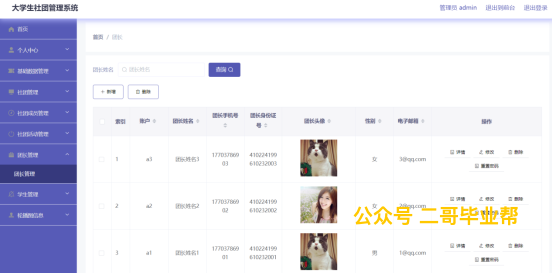 大学生社团管理系统
管理员 admin 退出到前台 退出登录
首页
个人中心
基础数据管理
社团管理
社团成员管理
社团活动管理
团长管理
团长管理
学生管理
轮播图信息
首页 / 团长
团长姓名 团长姓名 查询
+ 新增 删除
索引 账户 团长姓名 团长手机号 团长身份证号 团长头像 性别 电子邮箱 操作
1 a3 团长姓名3 17703786903 410224199610232003 女 3@qq.com 详情 修改 删除
重置密码
2 a2 团长姓名2 17703786902 410224199610232002 女 2@qq.com 详情 修改 删除
重置密码
3 a1 团长姓名1 17703786901 410224199610232001 男 1@qq.com 详情 修改 删除
重置密码
公众号 二哥毕业帮